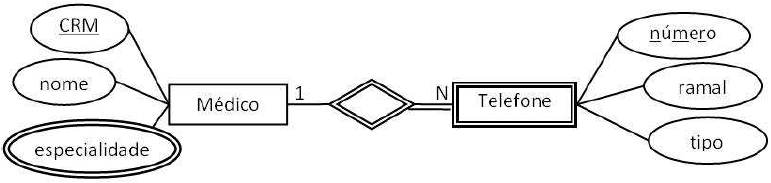 CRM
nome
especialidade
Médico
1
N
Telefone
número
ramal
tipo